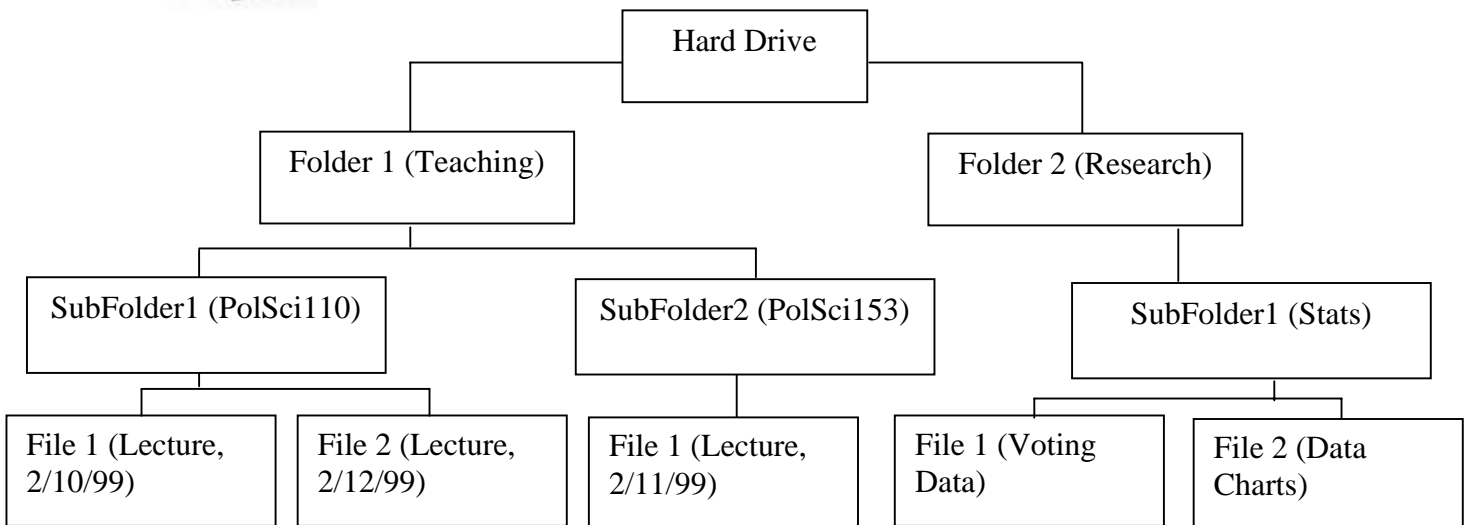 Hard Drive
Folder 1 (Teaching)
Folder 2 (Research)
SubFolder1 (PolSci110)
SubFolder2 (PolSci153)
SubFolder1 (Stats)
File 1 (Lecture,
2/10/99)
File 2 (Lecture,
2/12/99)
File 1 (Lecture,
2/11/99)
File 1 (Voting
Data)
File 2 (Data
Charts)